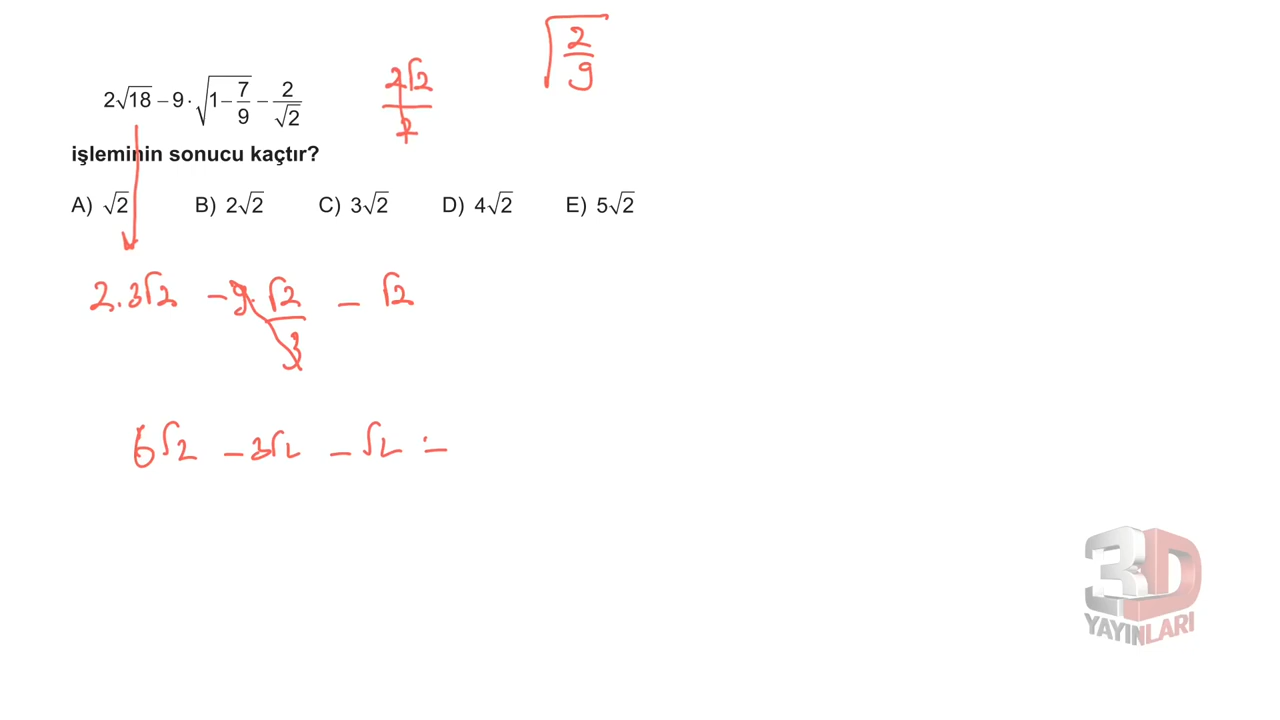 2√18 – 9 · √(1 – 7/9) – 2/√2
2√2/2
√(2/9)
işleminin sonucu kaçtır?
A) √2 B) 2√2 C) 3√2 D) 4√2 E) 5√2
2.3√2 – 9.√2/3 – √2
6√2 – 3√2 – √2 =
3D
YAYINLARI